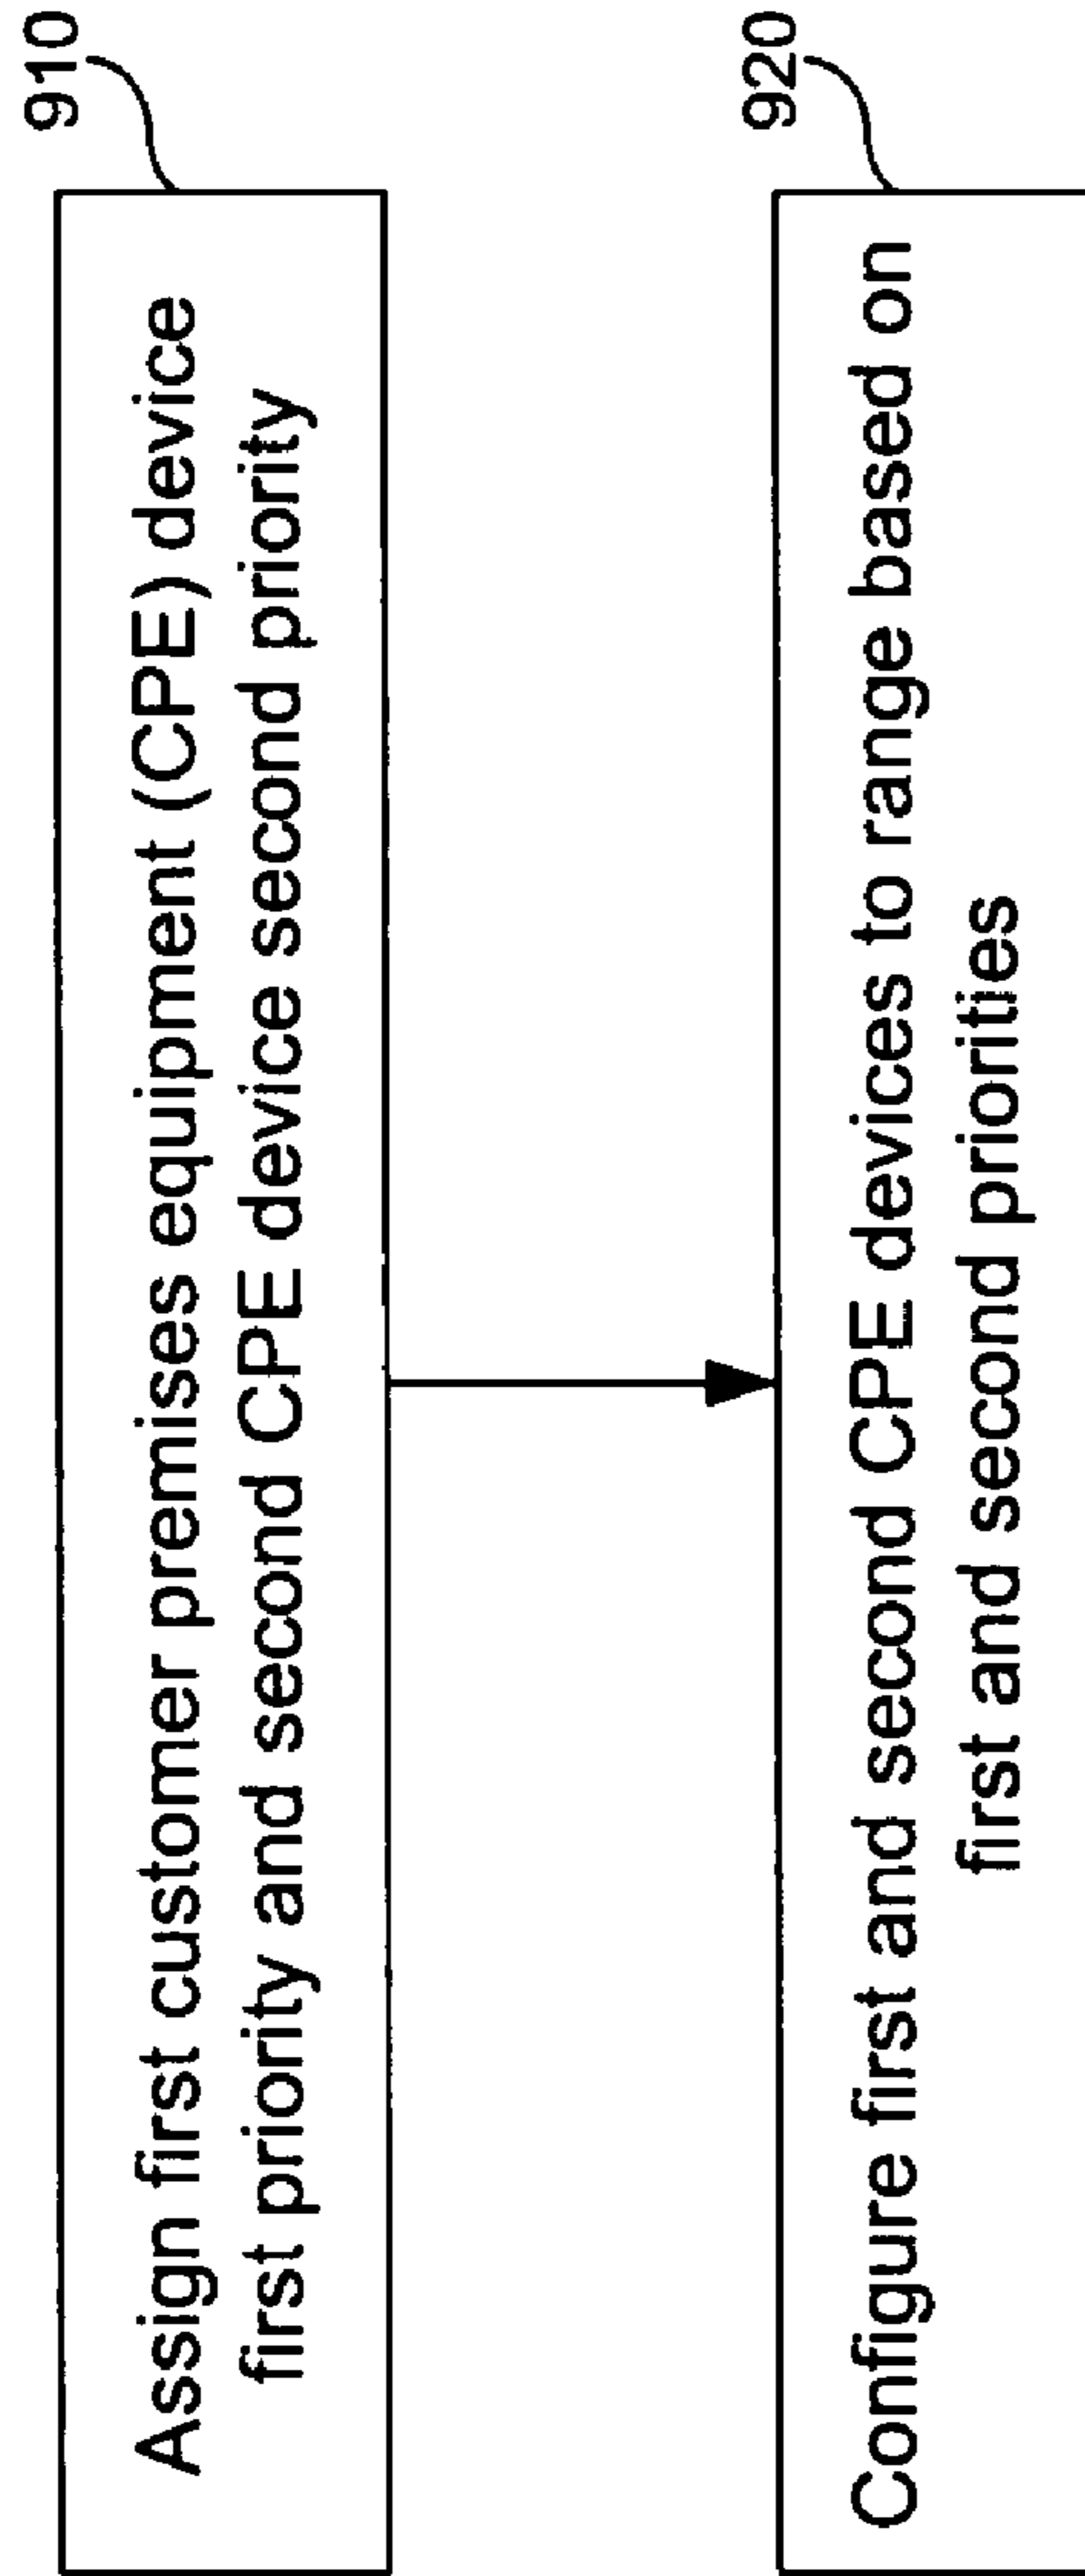 910
Assign first customer premises equipment (CPE) device
first priority and second CPE device second priority
920
Configure first and second CPE devices to range based on
first and second priorities